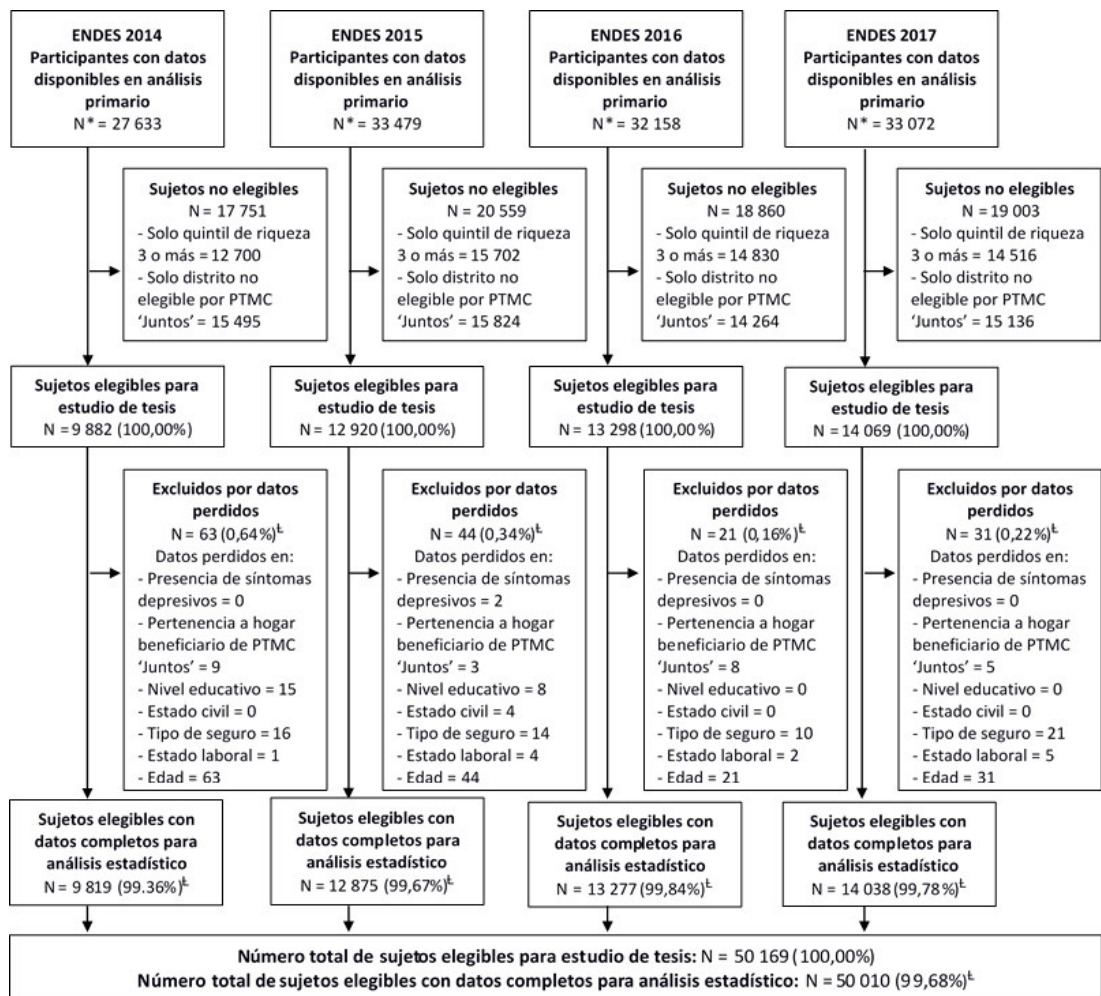 ENDES 2014
Participantes con datos
disponibles en análisis
primario
N* = 27 633
ENDES 2015
Participantes con datos
disponibles en análisis
primario
N* = 33 479
ENDES 2016
Participantes con datos
disponibles en análisis
primario
N* = 32 158
ENDES 2017
Participantes con datos
disponibles en análisis
primario
N* = 33 072
Sujetos no elegibles
N = 17 751
- Solo quintil de riqueza
3 o más = 12 700
- Solo distrito no
elegible por PTMC
‘Juntos’ = 15 495
Sujetos no elegibles
N = 20 559
- Solo quintil de riqueza
3 o más = 15 702
- Solo distrito no
elegible por PTMC
‘Juntos’ = 15 824
Sujetos no elegibles
N = 18 860
- Solo quintil de riqueza
3 o más = 14 830
- Solo distrito no
elegible por PTMC
‘Juntos’ = 14 264
Sujetos no elegibles
N = 19 003
- Solo quintil de riqueza
3 o más = 14 516
- Solo distrito no
elegible por PTMC
‘Juntos’ = 15 136
Sujetos elegibles para
estudio de tesis
N = 9 882 (100,00%)
Sujetos elegibles para
estudio de tesis
N = 12 920 (100,00%)
Sujetos elegibles para
estudio de tesis
N = 13 298 (100,00 %)
Sujetos elegibles para
estudio de tesis
N = 14 069 (100,00%)
Excluidos por datos
perdidos
N = 63 (0,64%)Ł
Datos perdidos en:
- Presencia de síntomas
depresivos = 0
- Pertenencia a hogar
beneficiario de PTMC
‘Juntos’ = 9
- Nivel educativo = 15
- Estado civil = 0
- Tipo de seguro = 16
- Estado laboral = 1
- Edad = 63
Excluidos por datos
perdidos
N = 44 (0,34%)Ł
Datos perdidos en:
- Presencia de síntomas
depresivos = 2
- Pertenencia a hogar
beneficiario de PTMC
‘Juntos’ = 3
- Nivel educativo = 8
- Estado civil = 4
- Tipo de seguro = 14
- Estado laboral = 4
- Edad = 44
Excluidos por datos
perdidos
N = 21 (0,16%)Ł
Datos perdidos en:
- Presencia de síntomas
depresivos = 0
- Pertenencia a hogar
beneficiario de PTMC
‘Juntos’ = 8
- Nivel educativo = 0
- Estado civil = 0
- Tipo de seguro = 10
- Estado laboral = 2
- Edad = 21
Excluidos por datos
perdidos
N = 31 (0,22%)Ł
Datos perdidos en:
- Presencia de síntomas
depresivos = 0
- Pertenencia a hogar
beneficiario de PTMC
‘Juntos’ = 5
- Nivel educativo = 0
- Estado civil = 0
- Tipo de seguro = 21
- Estado laboral = 5
- Edad = 31
Sujetos elegibles con
datos completos para
análisis estadístico
N = 9 819 (99.36%)Ł
Sujetos elegibles con
datos completos para
análisis estadístico
N = 12 875 (99,67%)Ł
Sujetos elegibles con
datos completos para
análisis estadístico
N = 13 277 (99,84%)Ł
Sujetos elegibles con
datos completos para
análisis estadístico
N = 14 038 (99,78%)Ł
Número total de sujetos elegibles para estudio de tesis: N = 50 169 (100,00%)
Número total de sujetos elegibles con datos completos para análisis estadístico: N = 50 010 (99,68%)Ł